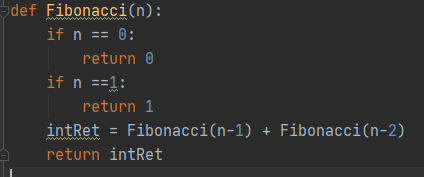 def Fibonacci(n):
    if n == 0:
        return 0
    if n ==1:
        return 1
    intRet = Fibonacci(n-1) + Fibonacci(n-2)
    return intRet